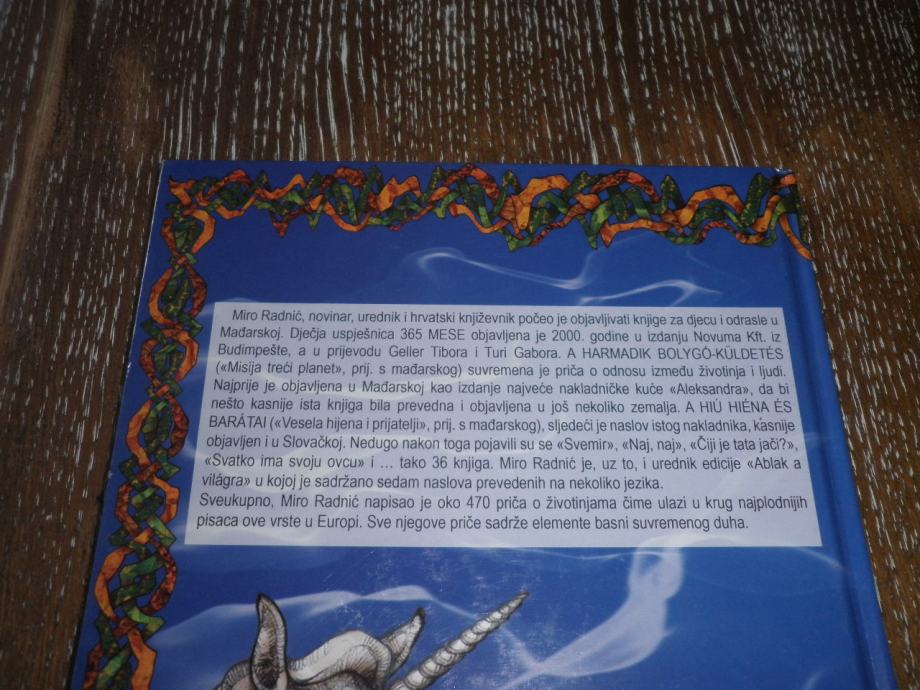 Miro Radnić, novinar, urednik i hrvatski književnik počeo je objavljivati knjige za djecu i odrasle u
Mađarskoj. Dječja uspješnica 365 MESE objavljena je 2000. godine u izdanju Novuma Kft. iz
Budimpešte, a u prijevodu Geller Tibora i Turi Gabora. A HARMADIK BOLYGÓ-KÜLDETÉS
(«Misija treći planet», prij. s mađarskog) suvremena je priča o odnosu između životinja i ljudi.
Najprije je objavljena u Mađarskoj kao izdanje najveće nakladničke kuće «Aleksandra», da bi
nešto kasnije ista knjiga bila prevedna i objavljena u još nekoliko zemalja. A HIÚ HIÉNA ÉS
BARÁTAI («Vesela hijena i prijatelji», prij. s mađarskog), sljedeći je naslov istog nakladnika, kasnije
objavljen i u Slovačkoj. Nedugo nakon toga pojavili su se «Svemir», «Naj, naj», «Čiji je tata jači?»,
«Svatko ima svoju ovcu» i ... tako 36 knjiga. Miro Radnić je, uz to, i urednik edicije «Ablak a
világra» u kojoj je sadržano sedam naslova prevedenih na nekoliko jezika.
Sveukupno, Miro Radnić napisao je oko 470 priča o životinjama čime ulazi u krug najplodnijih
pisaca ove vrste u Europi. Sve njegove priče sadrže elemente basni suvremenog duha.